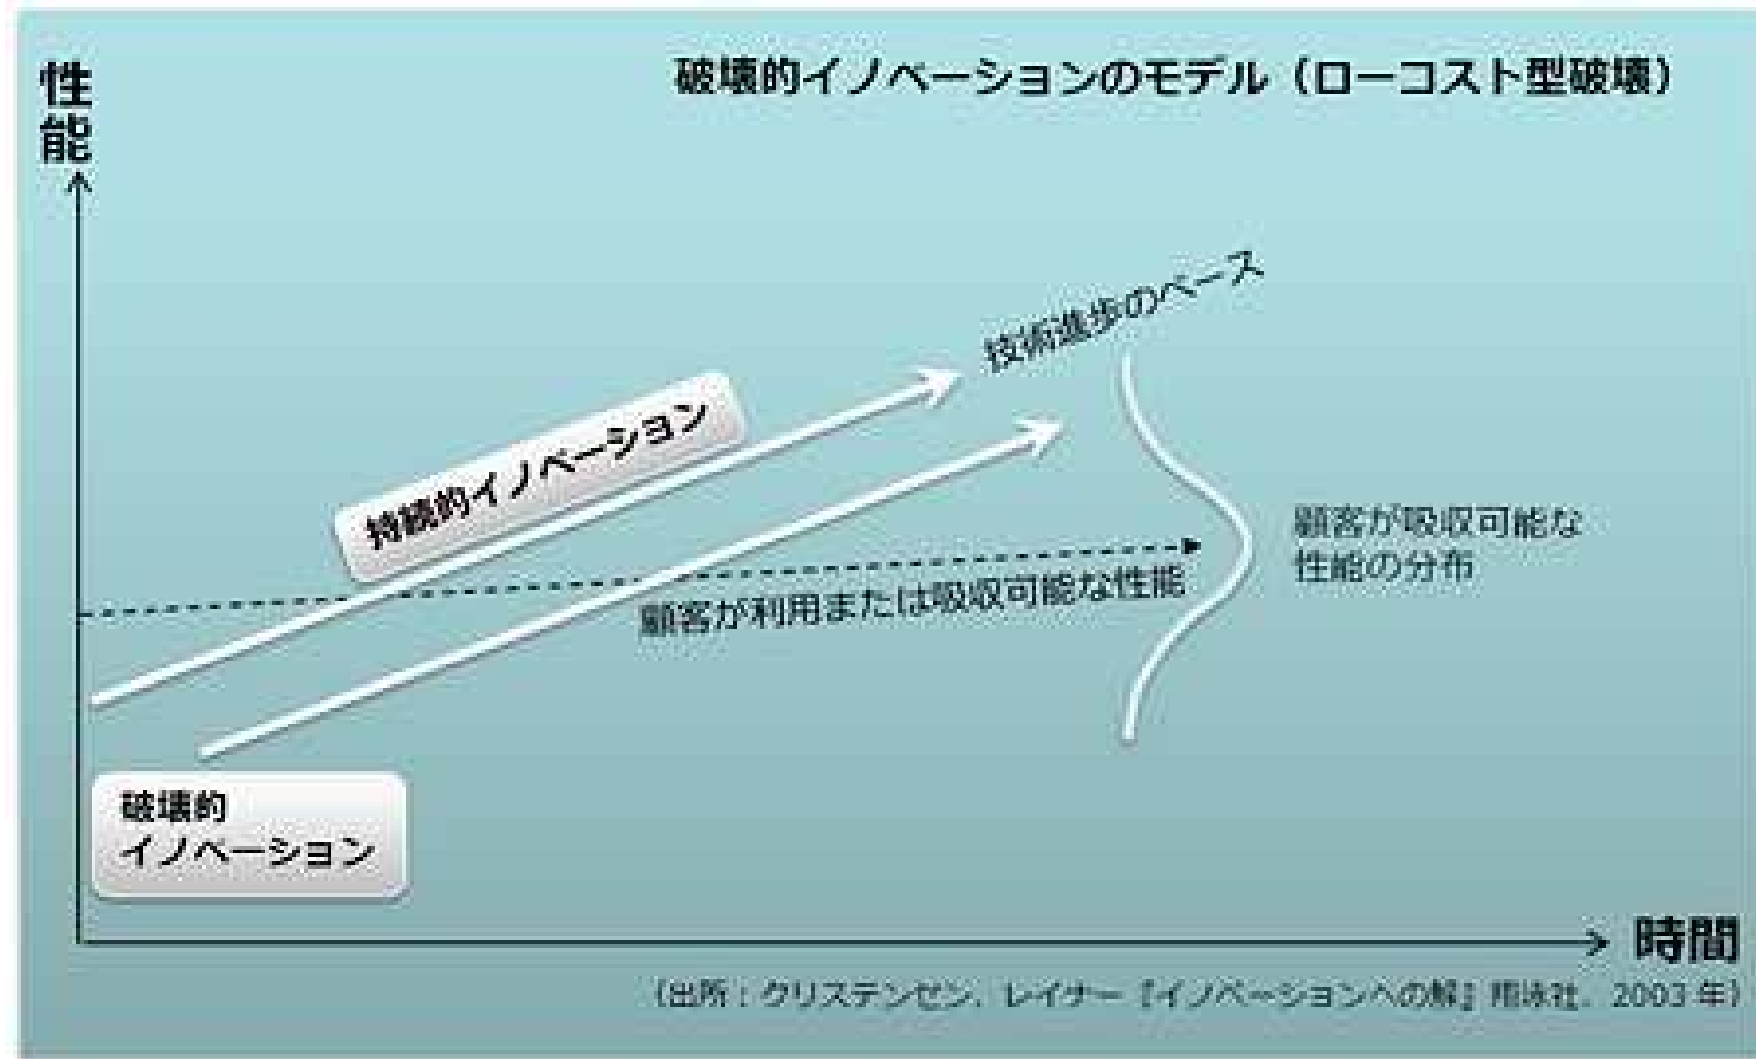 性能
破壊的イノベーションのモデル（ローコスト型破壊）
技術進歩のペース
持続的イノベーション
顧客が吸収可能な
性能の分布
顧客が利用または吸収可能な性能
破壊的
イノベーション
時間
（出所：クリステンセン、レイナー『イノベーションへの解』翔泳社、2003年）